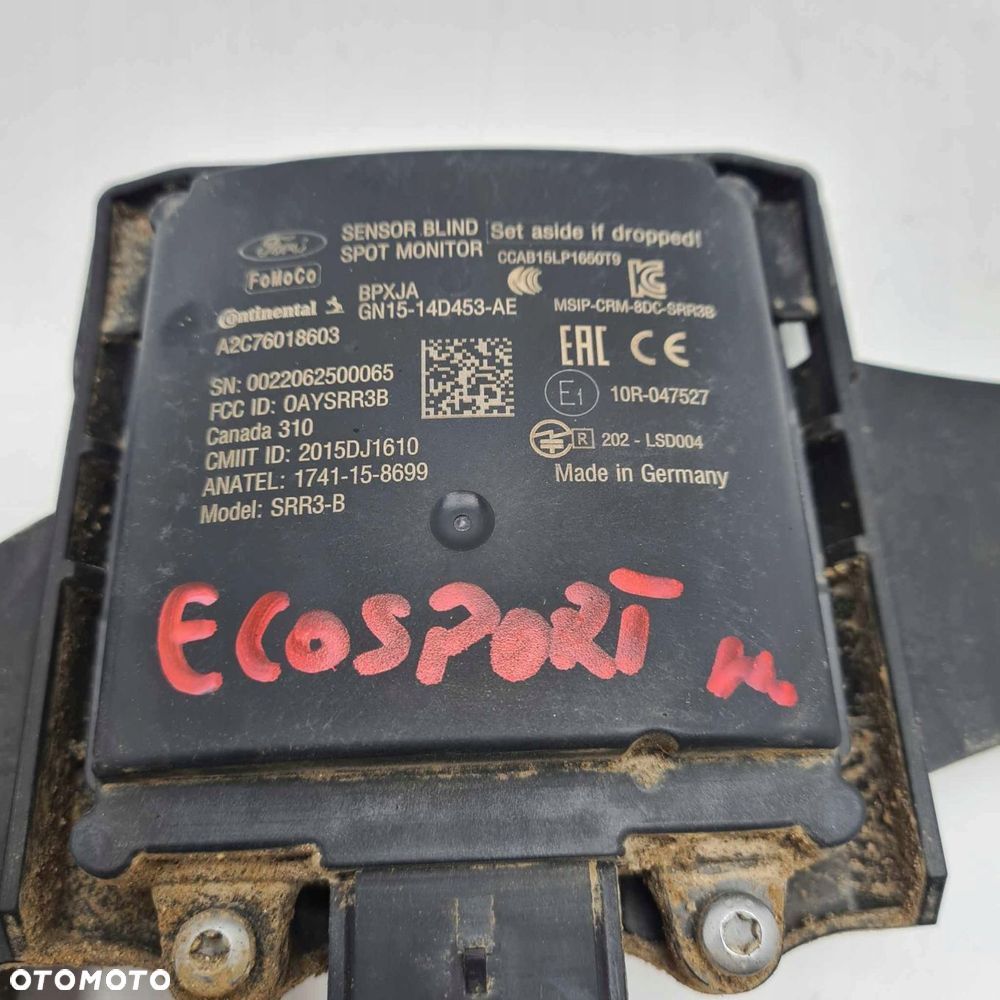 Ford
FoMoCo
SENSOR BLIND
SPOT MONITOR
Set aside if dropped!
CCAB15LP1650T9
Continental
BPXJA
GN15-14D453-AE
MSIP-CRM-8DC-SRR3B
A2C76018603
EAC CE
SN: 0022062500065
FCC ID: OAYSRR3B
Canada 310
CMIIT ID: 2015DJ1610
ANATEL: 1741-15-8699
Model: SRR3-B
E1 10R-047527
R 202 - LSD004
Made in Germany
ECOSPORT
OTOMOTO